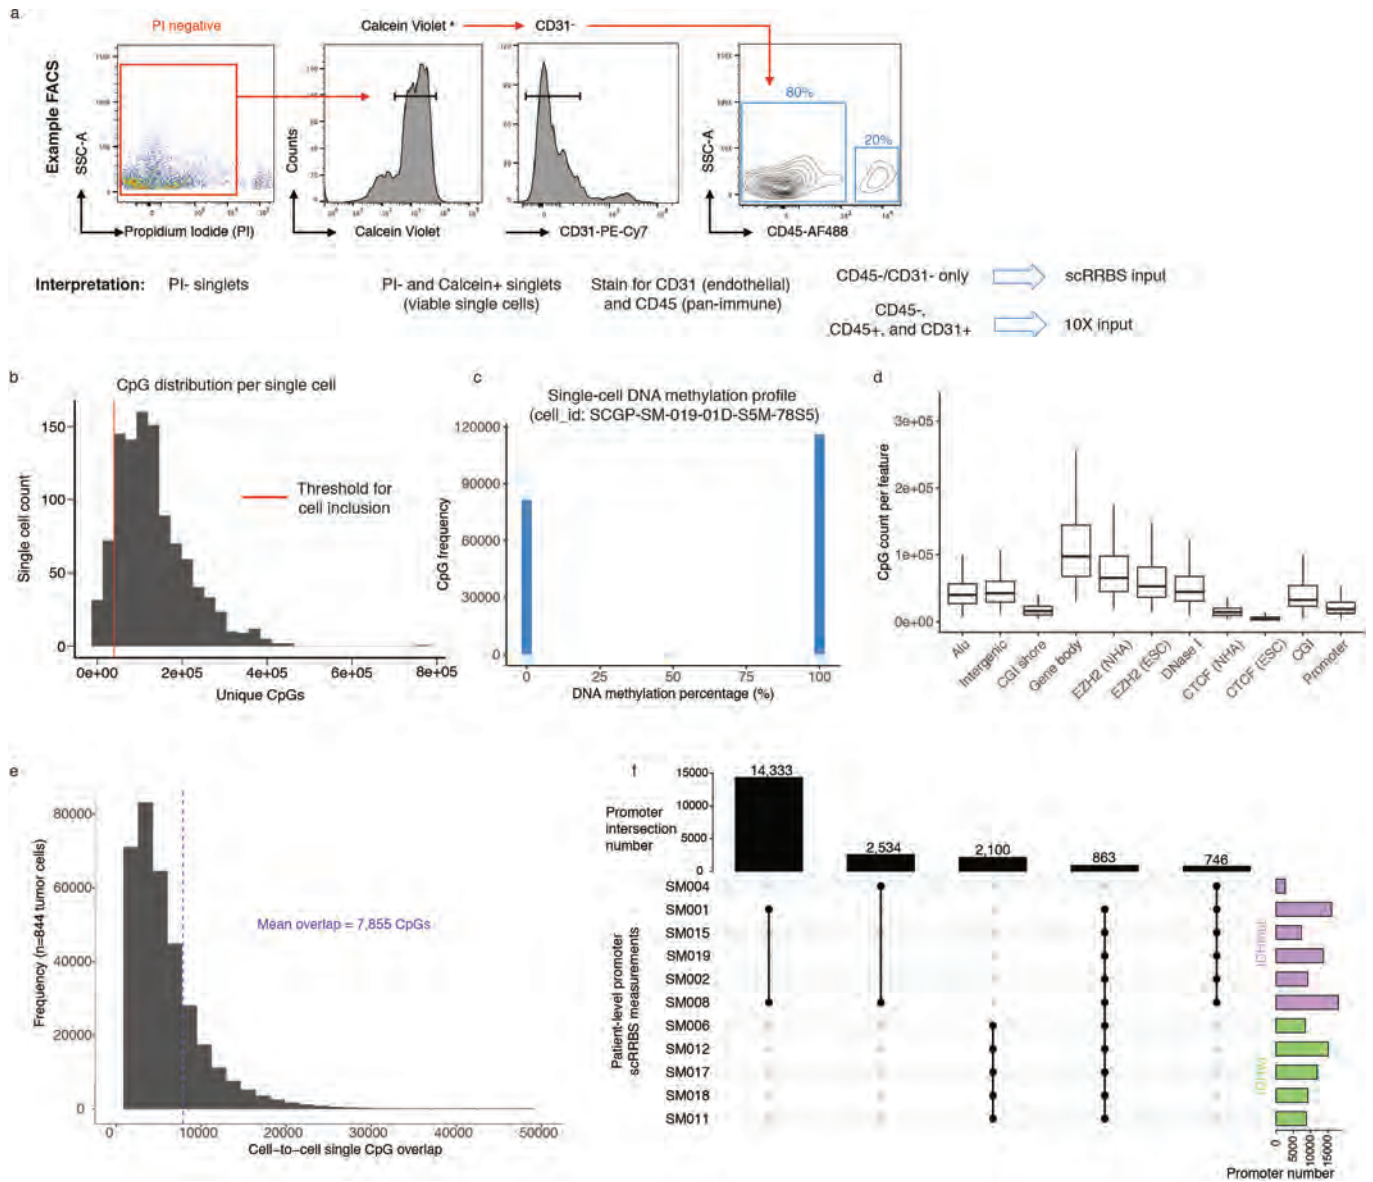 a
PI negative
Calcein Violet +
CD31-
Example FACS
SSC-A
Propidium Iodide (PI)
Counts
Calcein Violet
CD31-PE-Cy7
80%
20%
SSC-A
CD45-AF488
Interpretation:
PI- singlets
PI- and Calcein+ singlets
(viable single cells)
Stain for CD31 (endothelial)
and CD45 (pan-immune)
CD45-/CD31- only
scRRBS input
CD45-,
CD45+, and CD31+
10X input
b
CpG distribution per single cell
Single cell count
150
100
50
0
Threshold for
cell inclusion
0e+00 2e+05 4e+05 6e+05 8e+05
Unique CpGs
c
Single-cell DNA methylation profile
(cell_id: SCGP-SM-019-01D-S5M-78S5)
CpG frequency
120000
90000
60000
30000
0
0 25 50 75 100
DNA methylation percentage (%)
d
CpG count per feature
3e+05
2e+05
1e+05
0e+00
Alu
Intergenic
CGI shore
Gene body
EZH2 (NHA)
EZH2 (ESC)
DNase I
CTCF (NHA)
CTCF (ESC)
CGI
Promoter
e
Frequency (n=844 tumor cells)
80000
60000
40000
20000
0
Mean overlap = 7,855 CpGs
0 10000 20000 30000 40000 50000
Cell-to-cell single CpG overlap
f
Promoter
intersection
number
15000
10000
5000
0
14,333
2,534
2,100
863
746
Patient-level promoter
scRRBS measurements
SM004
SM001
SM015
SM019
SM002
SM008
SM006
SM012
SM017
SM018
SM011
IDHmut
IDHwt
0
5000
10000
15000
Promoter number